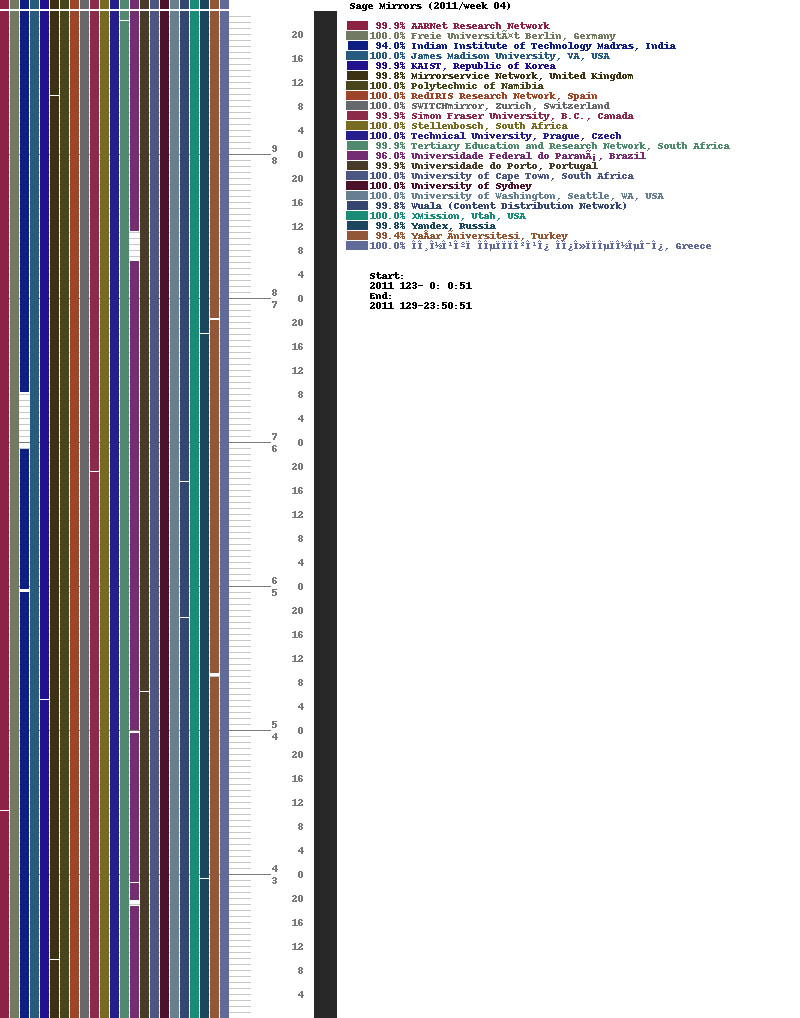 Sage Mirrors (2011/week 04)
99.9% AARNet Research Network
100.0% Freie UniversitÃ¤t Berlin, Germany
94.0% Indian Institute of Technology Madras, India
100.0% James Madison University, VA, USA
99.9% KAIST, Republic of Korea
99.8% Mirrorservice Network, United Kingdom
100.0% Polytechnic of Namibia
100.0% RedIRIS Research Network, Spain
100.0% SWITCHmirror, Zurich, Switzerland
99.9% Simon Fraser University, B.C., Canada
100.0% Stellenbosch, South Africa
100.0% Technical University, Prague, Czech
99.9% Tertiary Education and Research Network, South Africa
96.0% Universidade Federal do ParanÃ¡, Brazil
99.9% Universidade do Porto, Portugal
100.0% University of Cape Town, South Africa
100.0% University of Sydney
100.0% University of Washington, Seattle, WA, USA
99.8% Wuala (Content Distribution Network)
100.0% XMission, Utah, USA
99.8% Yandex, Russia
99.4% Turkey
100.0% Greece
Start:
2011 123- 0: 0:51
End:
2011 129-23:50:51
20
16
12
8
4
9
0
8
20
16
12
8
4
8
0
7
20
16
12
8
4
7
0
6
20
16
12
8
4
6
0
5
20
16
12
8
4
5
0
4
20
16
12
8
4
4
0
3
20
16
12
8
4